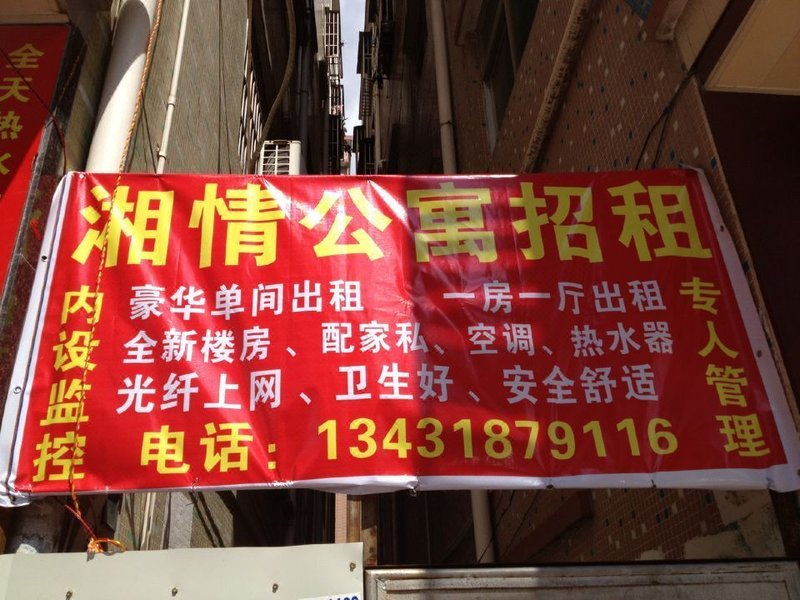 全天热水
湘情公寓招租
内设监控
豪华单间出租 一房一厅出租
全新楼房、配家私、空调、热水器
光纤上网、卫生好、安全舒适
电话：13431879116
专人管理